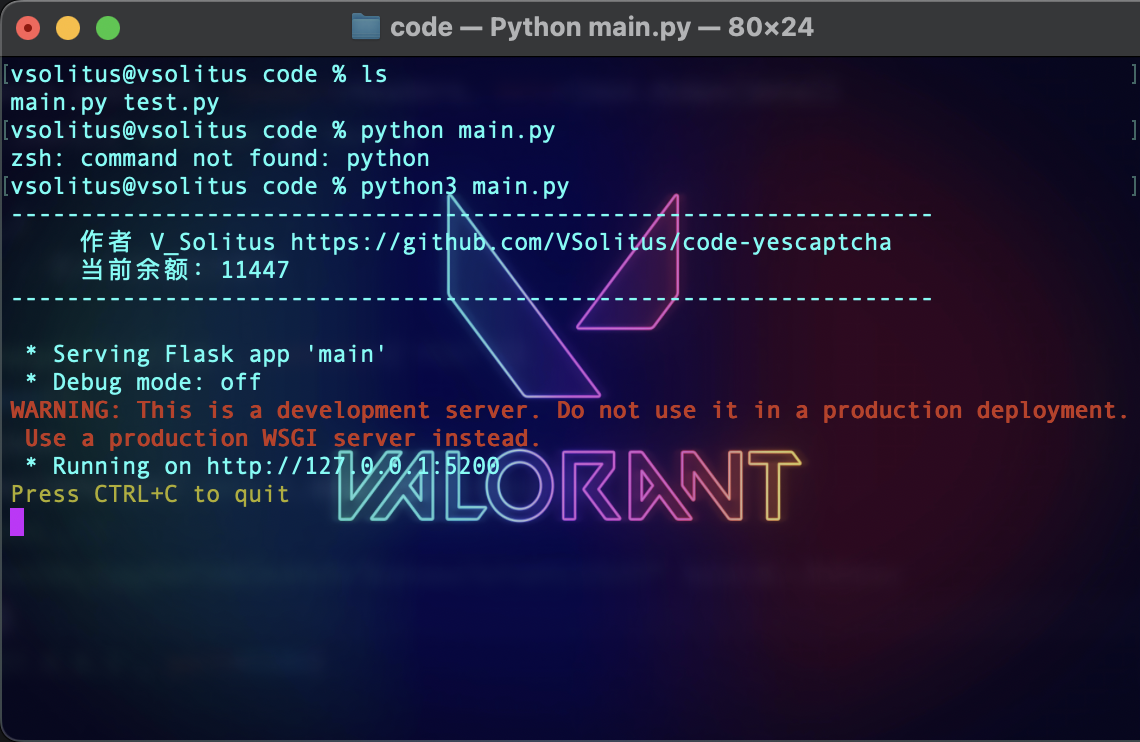 code — Python main.py — 80×24
[vsolitus@vsolitus code % ls ]
main.py test.py
[vsolitus@vsolitus code % python main.py ]
zsh: command not found: python
[vsolitus@vsolitus code % python3 main.py ]
------------------------------------------------------------------
作者 V_Solitus https://github.com/VSolitus/code-yescaptcha
当前余额: 11447
------------------------------------------------------------------
* Serving Flask app 'main'
* Debug mode: off
WARNING: This is a development server. Do not use it in a production deployment.
Use a production WSGI server instead.
* Running on http://127.0.0.1:5200
Press CTRL+C to quit
VALORANT